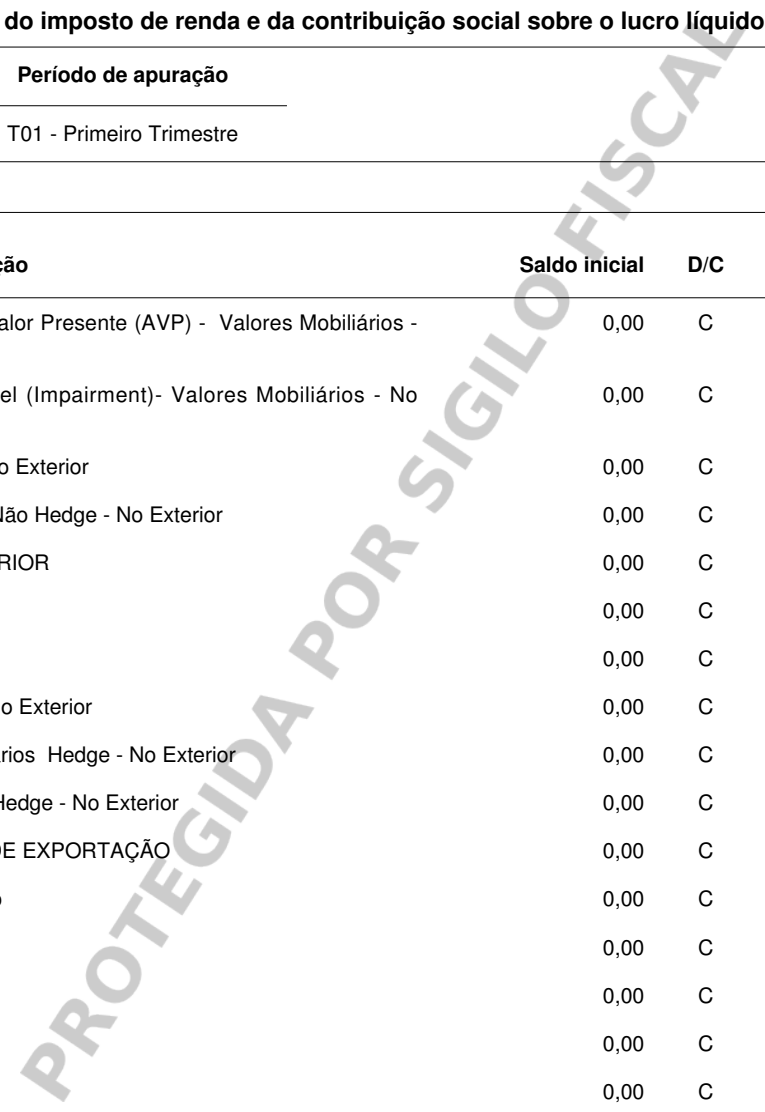 do imposto de renda e da contribuição social sobre o lucro líquido
Período de apuração
T01 - Primeiro Trimestre
ção Saldo inicial D/C
alor Presente (AVP) - Valores Mobiliários - 0,00 C
el (Impairment)- Valores Mobiliários - No 0,00 C
o Exterior 0,00 C
Não Hedge - No Exterior 0,00 C
RIOR 0,00 C
0,00 C
0,00 C
o Exterior 0,00 C
rios Hedge - No Exterior 0,00 C
Hedge - No Exterior 0,00 C
DE EXPORTAÇÃO 0,00 C
o 0,00 C
0,00 C
0,00 C
0,00 C
0,00 C
PROTEGIDA POR SIGILO FISCAL